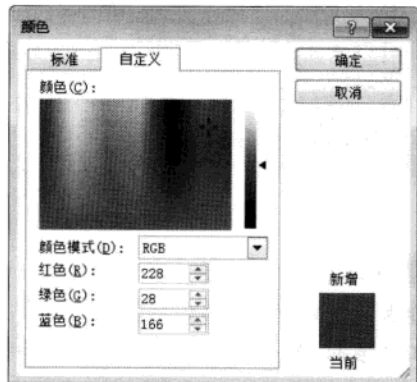 颜色
标准 自定义
确定
取消
颜色(C):
颜色模式(D): RGB
红色(R): 228
绿色(G): 28
蓝色(B): 166
新增
当前